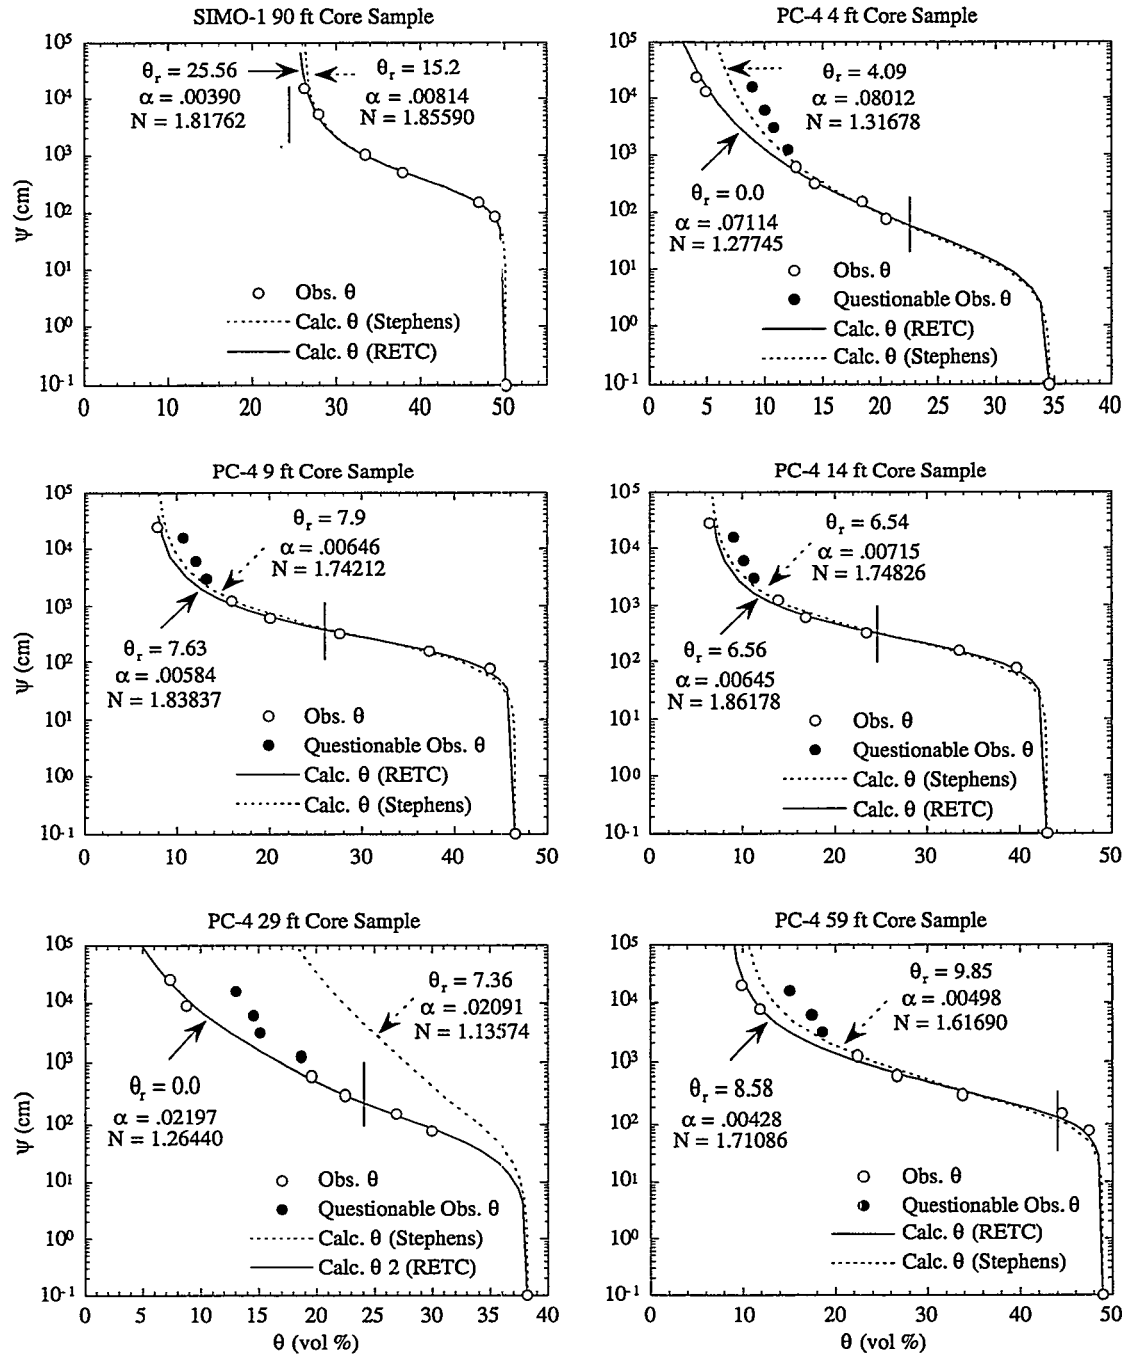 SIMO-1 90 ft Core Sample
10⁵
10⁴
10³
10²
10¹
10⁰
10⁻¹
ψ (cm)
θr = 25.56
α = .00390
N = 1.81762
θr = 15.2
α = .00814
N = 1.85590
Obs. θ
Calc. θ (Stephens)
Calc. θ (RETC)
0 10 20 30 40 50
PC-4 4 ft Core Sample
10⁵
10⁴
10³
10²
10¹
10⁰
10⁻¹
θr = 4.09
α = .08012
N = 1.31678
θr = 0.0
α = .07114
N = 1.27745
Obs. θ
Questionable Obs. θ
Calc. θ (RETC)
Calc. θ (Stephens)
0 5 10 15 20 25 30 35 40
PC-4 9 ft Core Sample
10⁵
10⁴
10³
10²
10¹
10⁰
10⁻¹
ψ (cm)
θr = 7.9
α = .00646
N = 1.74212
θr = 7.63
α = .00584
N = 1.83837
Obs. θ
Questionable Obs. θ
Calc. θ (RETC)
Calc. θ (Stephens)
0 10 20 30 40 50
PC-4 14 ft Core Sample
10⁵
10⁴
10³
10²
10¹
10⁰
10⁻¹
θr = 6.54
α = .00715
N = 1.74826
θr = 6.56
α = .00645
N = 1.86178
Obs. θ
Questionable Obs. θ
Calc. θ (Stephens)
Calc. θ (RETC)
0 10 20 30 40 50
PC-4 29 ft Core Sample
10⁵
10⁴
10³
10²
10¹
10⁰
10⁻¹
ψ (cm)
θr = 7.36
α = .02091
N = 1.13574
θr = 0.0
α = .02197
N = 1.26440
Obs. θ
Questionable Obs. θ
Calc. θ (Stephens)
Calc. θ 2 (RETC)
0 5 10 15 20 25 30 35 40
θ (vol %)
PC-4 59 ft Core Sample
10⁵
10⁴
10³
10²
10¹
10⁰
10⁻¹
θr = 9.85
α = .00498
N = 1.61690
θr = 8.58
α = .00428
N = 1.71086
Obs. θ
Questionable Obs. θ
Calc. θ (RETC)
Calc. θ (Stephens)
0 10 20 30 40 50
θ (vol %)